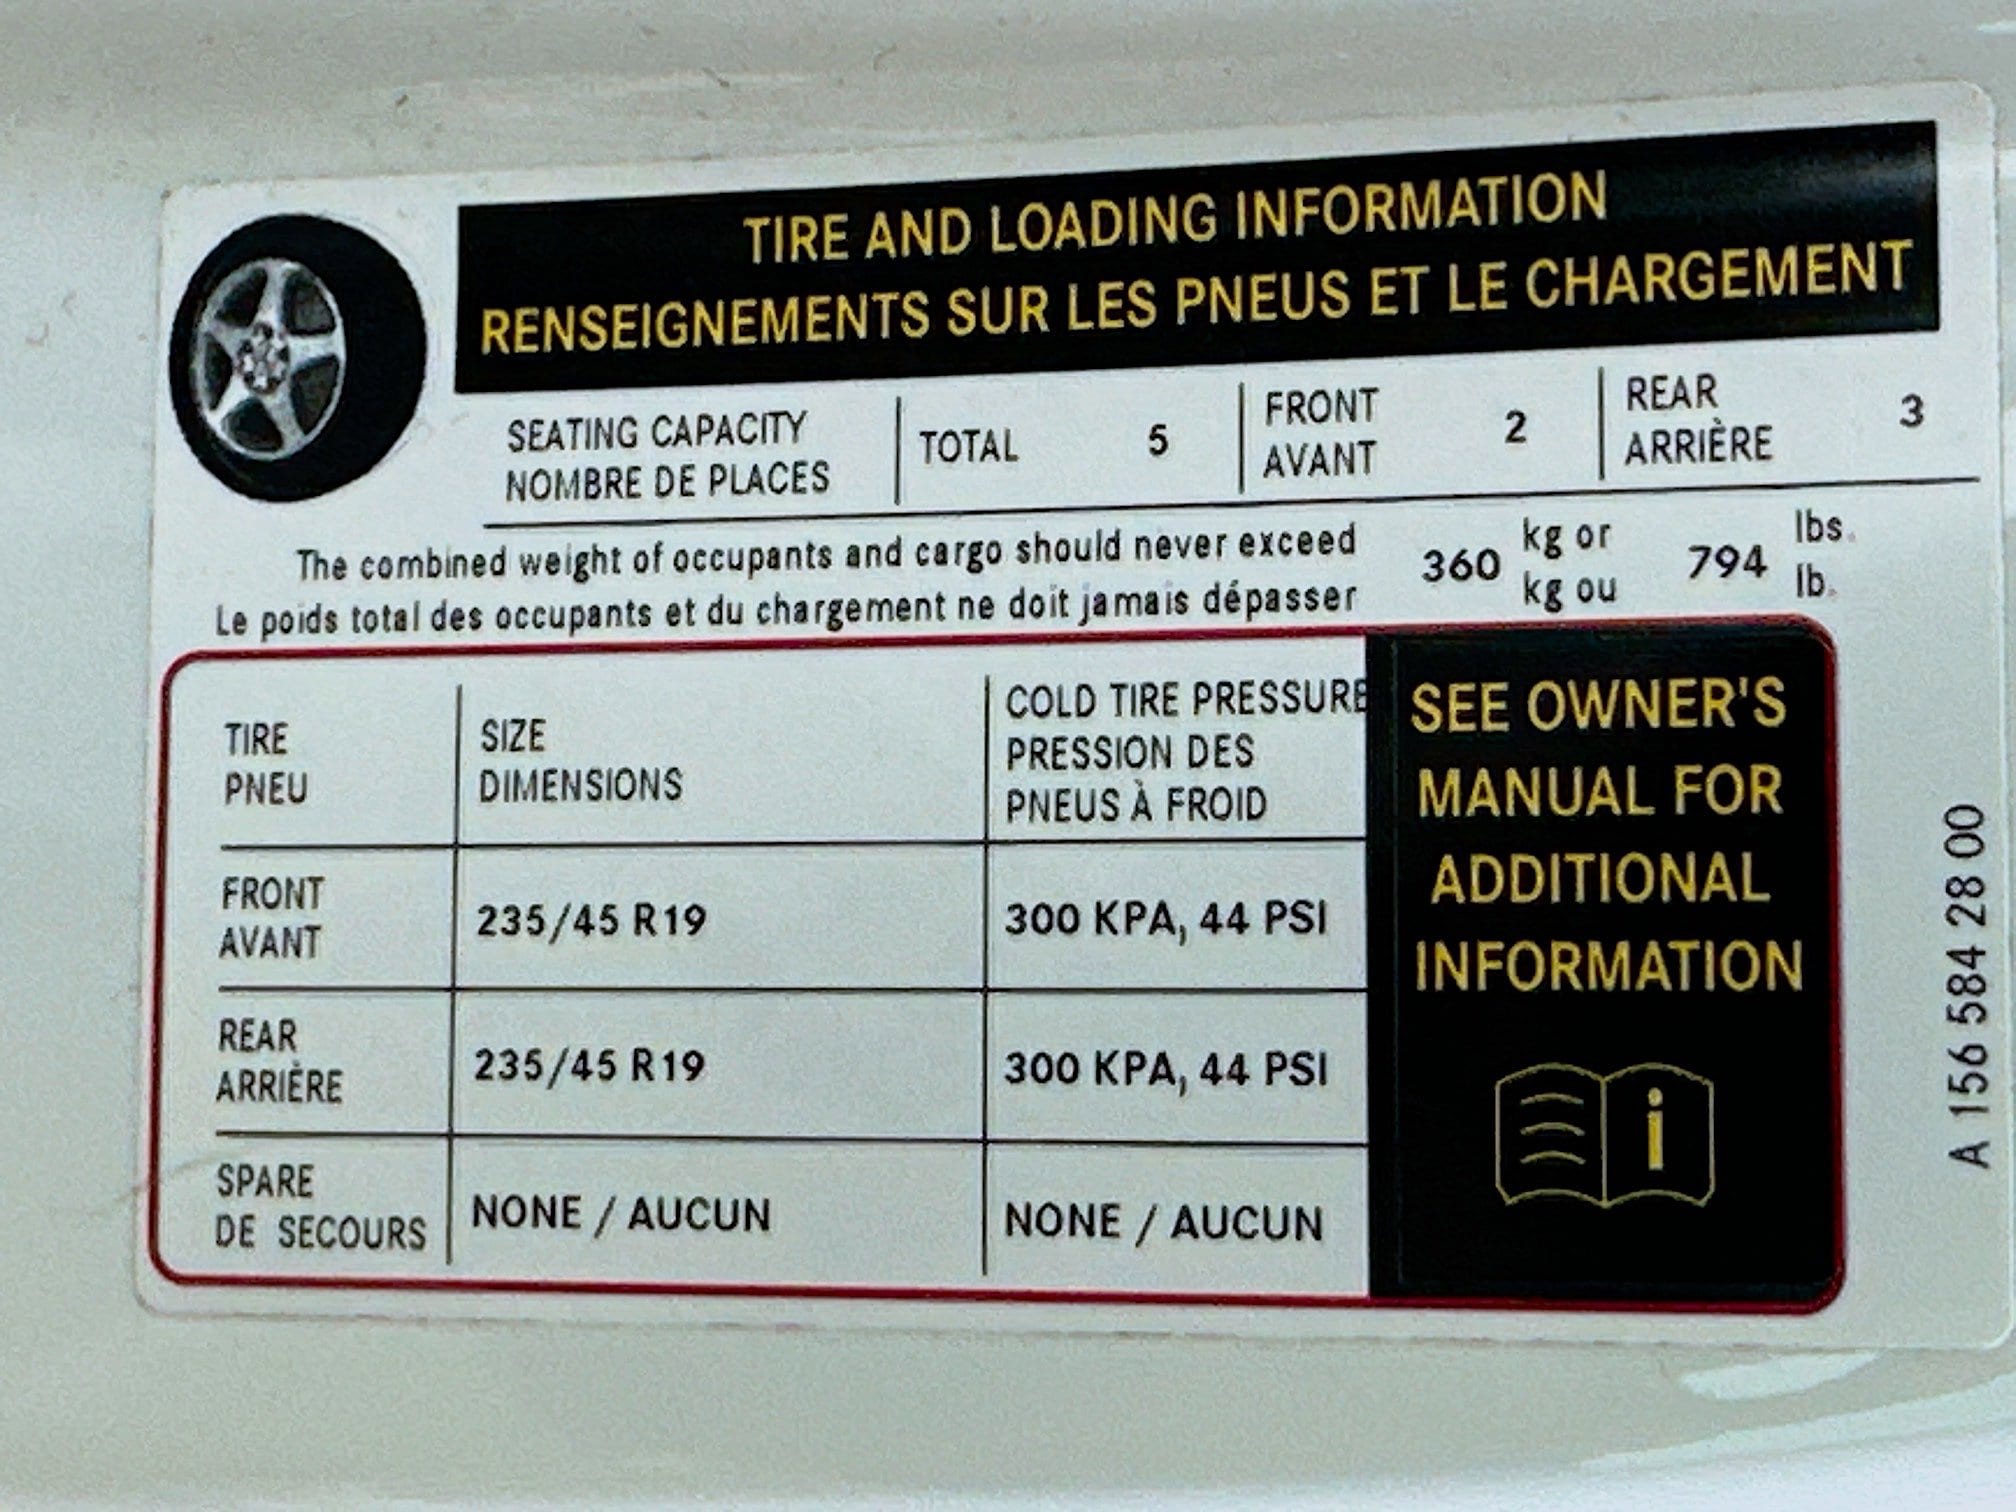 TIRE AND LOADING INFORMATION
RENSEIGNEMENTS SUR LES PNEUS ET LE CHARGEMENT
SEATING CAPACITY
NOMBRE DE PLACES
TOTAL 5
FRONT
AVANT
2
REAR
ARRIÈRE
3
The combined weight of occupants and cargo should never exceed
Le poids total des occupants et du chargement ne doit jamais dépasser
360
kg or
kg ou
794
lbs.
lb.
TIRE
PNEU
SIZE
DIMENSIONS
COLD TIRE PRESSURE
PRESSION DES
PNEUS À FROID
FRONT
AVANT
235/45 R19
300 KPA, 44 PSI
REAR
ARRIÈRE
235/45 R19
300 KPA, 44 PSI
SPARE
DE SECOURS
NONE / AUCUN
NONE / AUCUN
SEE OWNER'S
MANUAL FOR
ADDITIONAL
INFORMATION
i
A 156 584 28 00